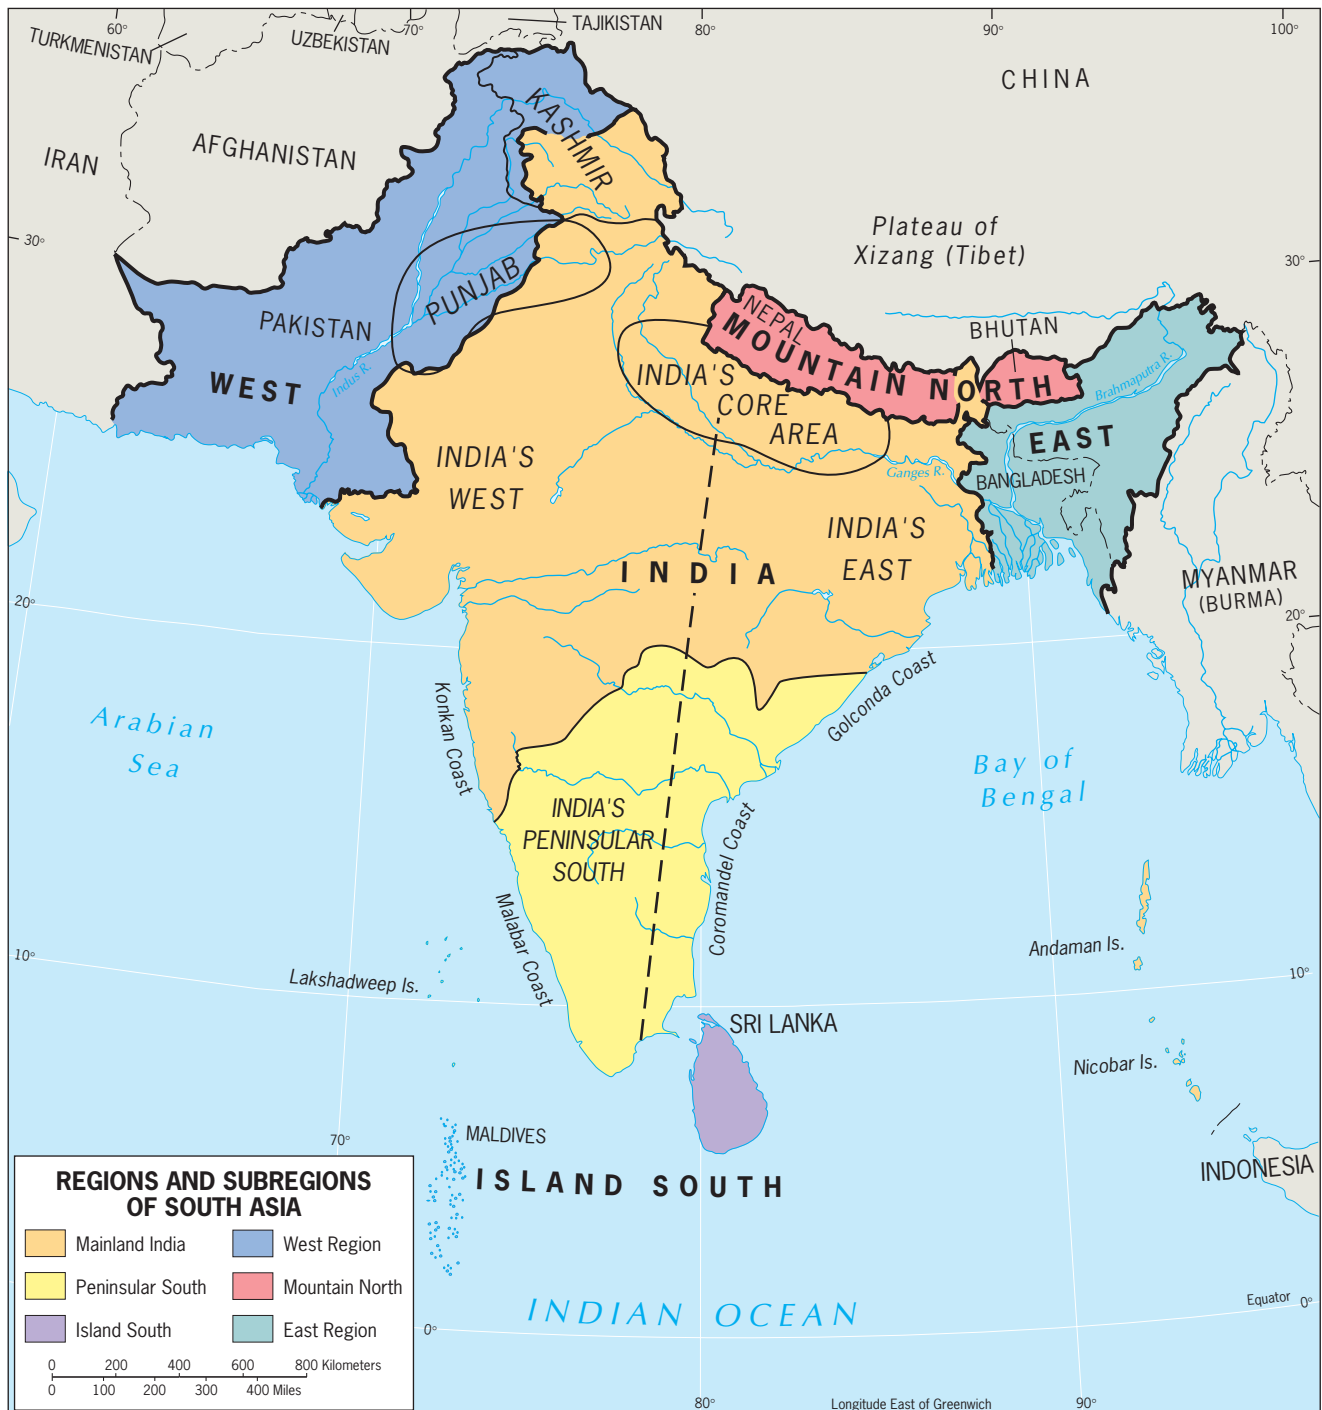 60°
70°
80°
90°
100°
TURKMENISTAN
UZBEKISTAN
TAJIKISTAN
CHINA
AFGHANISTAN
IRAN
KASHMIR
30°
Plateau of
Xizang (Tibet)
30°
PUNJAB
PAKISTAN
NEPAL
BHUTAN
MOUNTAIN NORTH
WEST
Indus R.
INDIA'S
CORE
AREA
Brahmaputra R.
EAST
INDIA'S
WEST
Ganges R.
BANGLADESH
INDIA'S
EAST
INDIA
MYANMAR
(BURMA)
20°
20°
Konkan Coast
Golconda Coast
Arabian
Sea
Bay of
Bengal
INDIA'S
PENINSULAR
SOUTH
Coromandel Coast
Malabar Coast
10°
Lakshadweep Is.
Andaman Is.
10°
SRI LANKA
Nicobar Is.
70°
MALDIVES
ISLAND SOUTH
INDONESIA
REGIONS AND SUBREGIONS
OF SOUTH ASIA
Mainland India
West Region
Peninsular South
Mountain North
Island South
East Region
0 200 400 600 800 Kilometers
0 100 200 300 400 Miles
INDIAN OCEAN
Equator 0°
0°
80°
Longitude East of Greenwich
90°